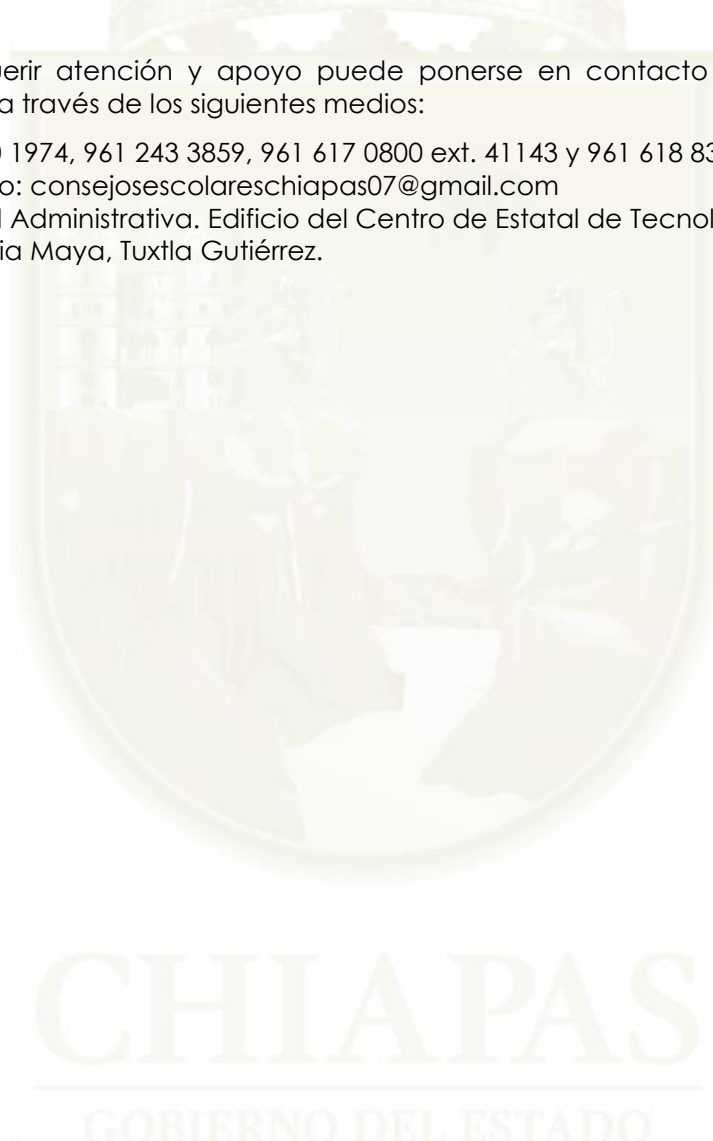 uerir atención y apoyo puede ponerse en contacto
a través de los siguientes medios:
1974, 961 243 3859, 961 617 0800 ext. 41143 y 961 618 83
o: consejosescolareschiapas07@gmail.com
Administrativa. Edificio del Centro de Estatal de Tecnol
ia Maya, Tuxtla Gutiérrez.
CHIAPAS
GOBIERNO DEL ESTADO